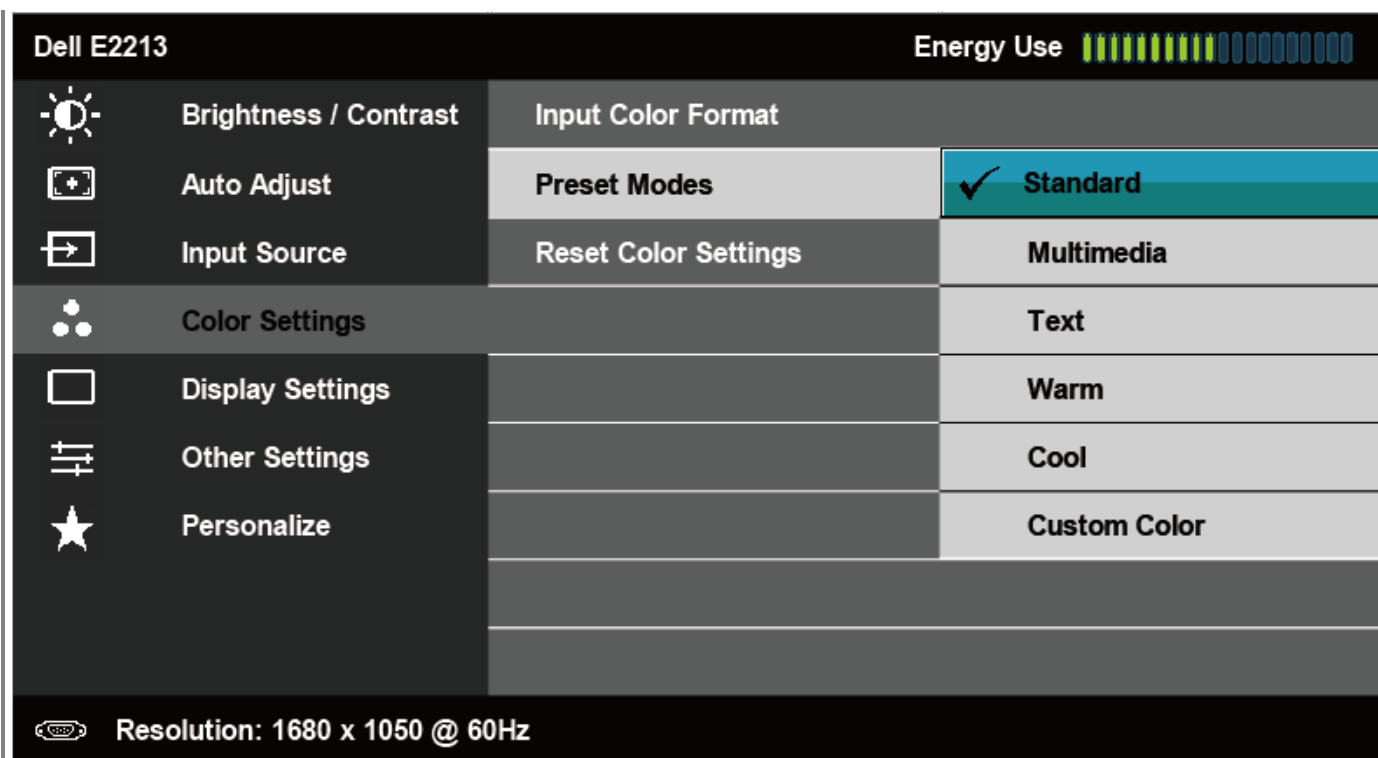 Dell E2213 Energy Use
Brightness / Contrast Input Color Format
Auto Adjust Preset Modes Standard
Input Source Reset Color Settings Multimedia
Color Settings Text
Display Settings Warm
Other Settings Cool
Personalize Custom Color
Resolution: 1680 x 1050 @ 60Hz